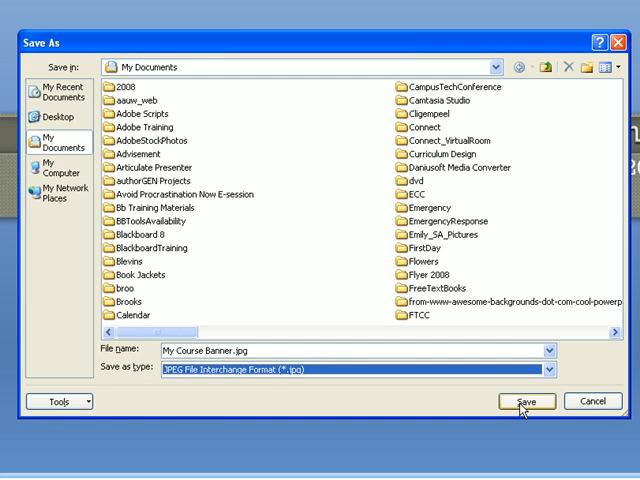 Save As
Save in:
My Documents
My Recent
Documents
Desktop
My
Documents
My
Computer
My Network
Places
2008
aauw_web
Adobe Scripts
Adobe Training
AdobeStockPhotos
Advisement
Articulate Presenter
authorGEN Projects
Avoid Procrastination Now E-session
Bb Training Materials
BBToolsAvailability
Blackboard 8
BlackboardTraining
Blevins
Book Jackets
broo
Brooks
Calendar
CampusTechConference
Camtasia Studio
Cligempeel
Connect
Connect_VirtualRoom
Curriculum Design
Daniusoft Media Converter
dvd
ECC
Emergency
EmergencyResponse
Emily_SA_Pictures
FirstDay
Flowers
Flyer 2008
FreeTextBooks
from-www-awesome-backgrounds-dot-com-cool-powerp
FTCC
File name:
My Course Banner.jpg
Save as type:
JPEG File Interchange Format (*.jpg)
Tools
Save
Cancel